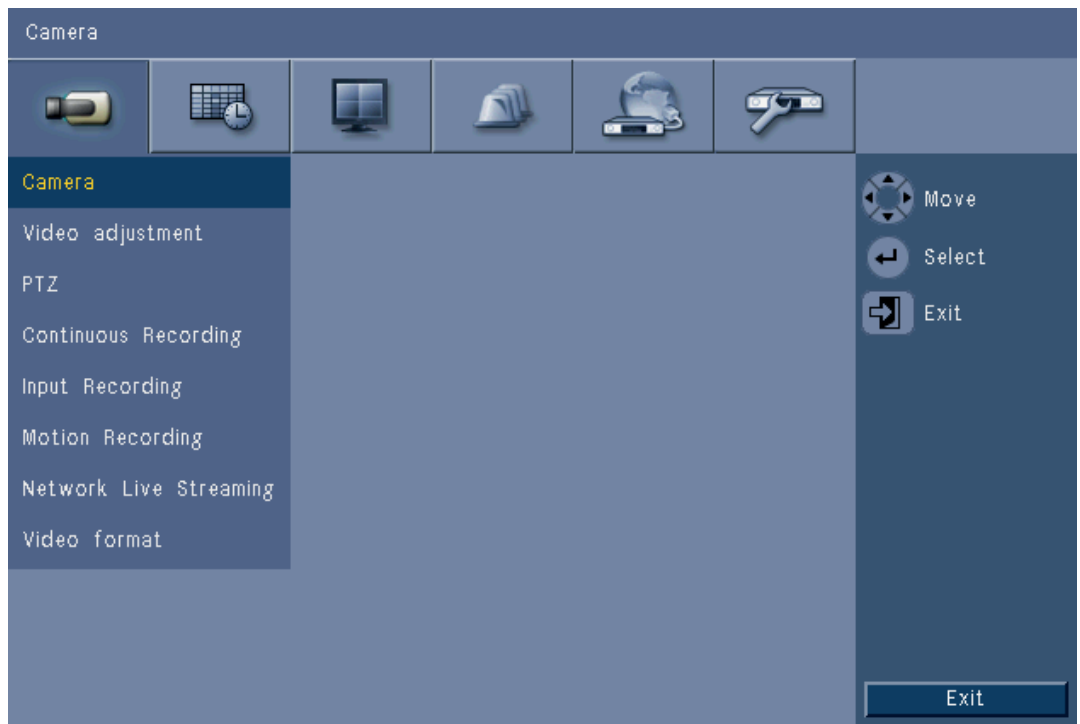 Camera
Camera
Video adjustment
PTZ
Continuous Recording
Input Recording
Motion Recording
Network Live Streaming
Video format
Move
Select
Exit
Exit